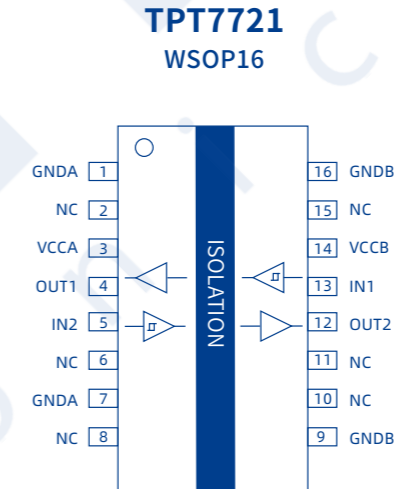 TPT7721
WSOP16
GNDA 1 16 GNDB
NC 2 15 NC
VCCA 3 14 VCCB
OUT1 4 13 IN1
IN2 5 12 OUT2
NC 6 11 NC
GNDA 7 10 NC
NC 8 9 GNDB
ISOLATION